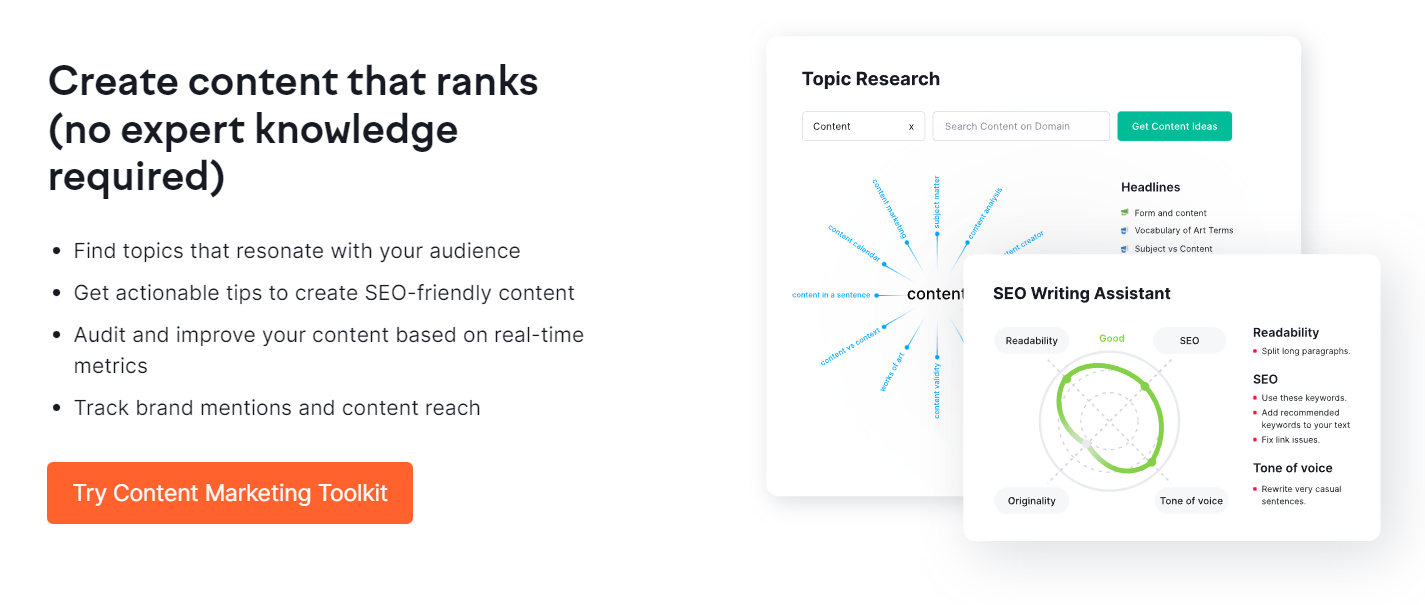 Create content that ranks
(no expert knowledge
required)
Find topics that resonate with your audience
Get actionable tips to create SEO-friendly content
Audit and improve your content based on real-time
metrics
Track brand mentions and content reach
Try Content Marketing Toolkit
Topic Research
Content x Search Content on Domain Get Content Ideas
content marketing
subject matter
content analysis
content calandar
content in a sentence
content
content vs context
works of art
content validity
Headlines
Form and content
Vocabulary of Art Terms
Subject vs Content
SEO Writing Assistant
Readability Good SEO
Originality Tone of voice
Readability
Split long paragraphs.
SEO
Use these keywords.
Add recommended
keywords to your text
Fix link issues.
Tone of voice
Rewrite very casual
sentences.